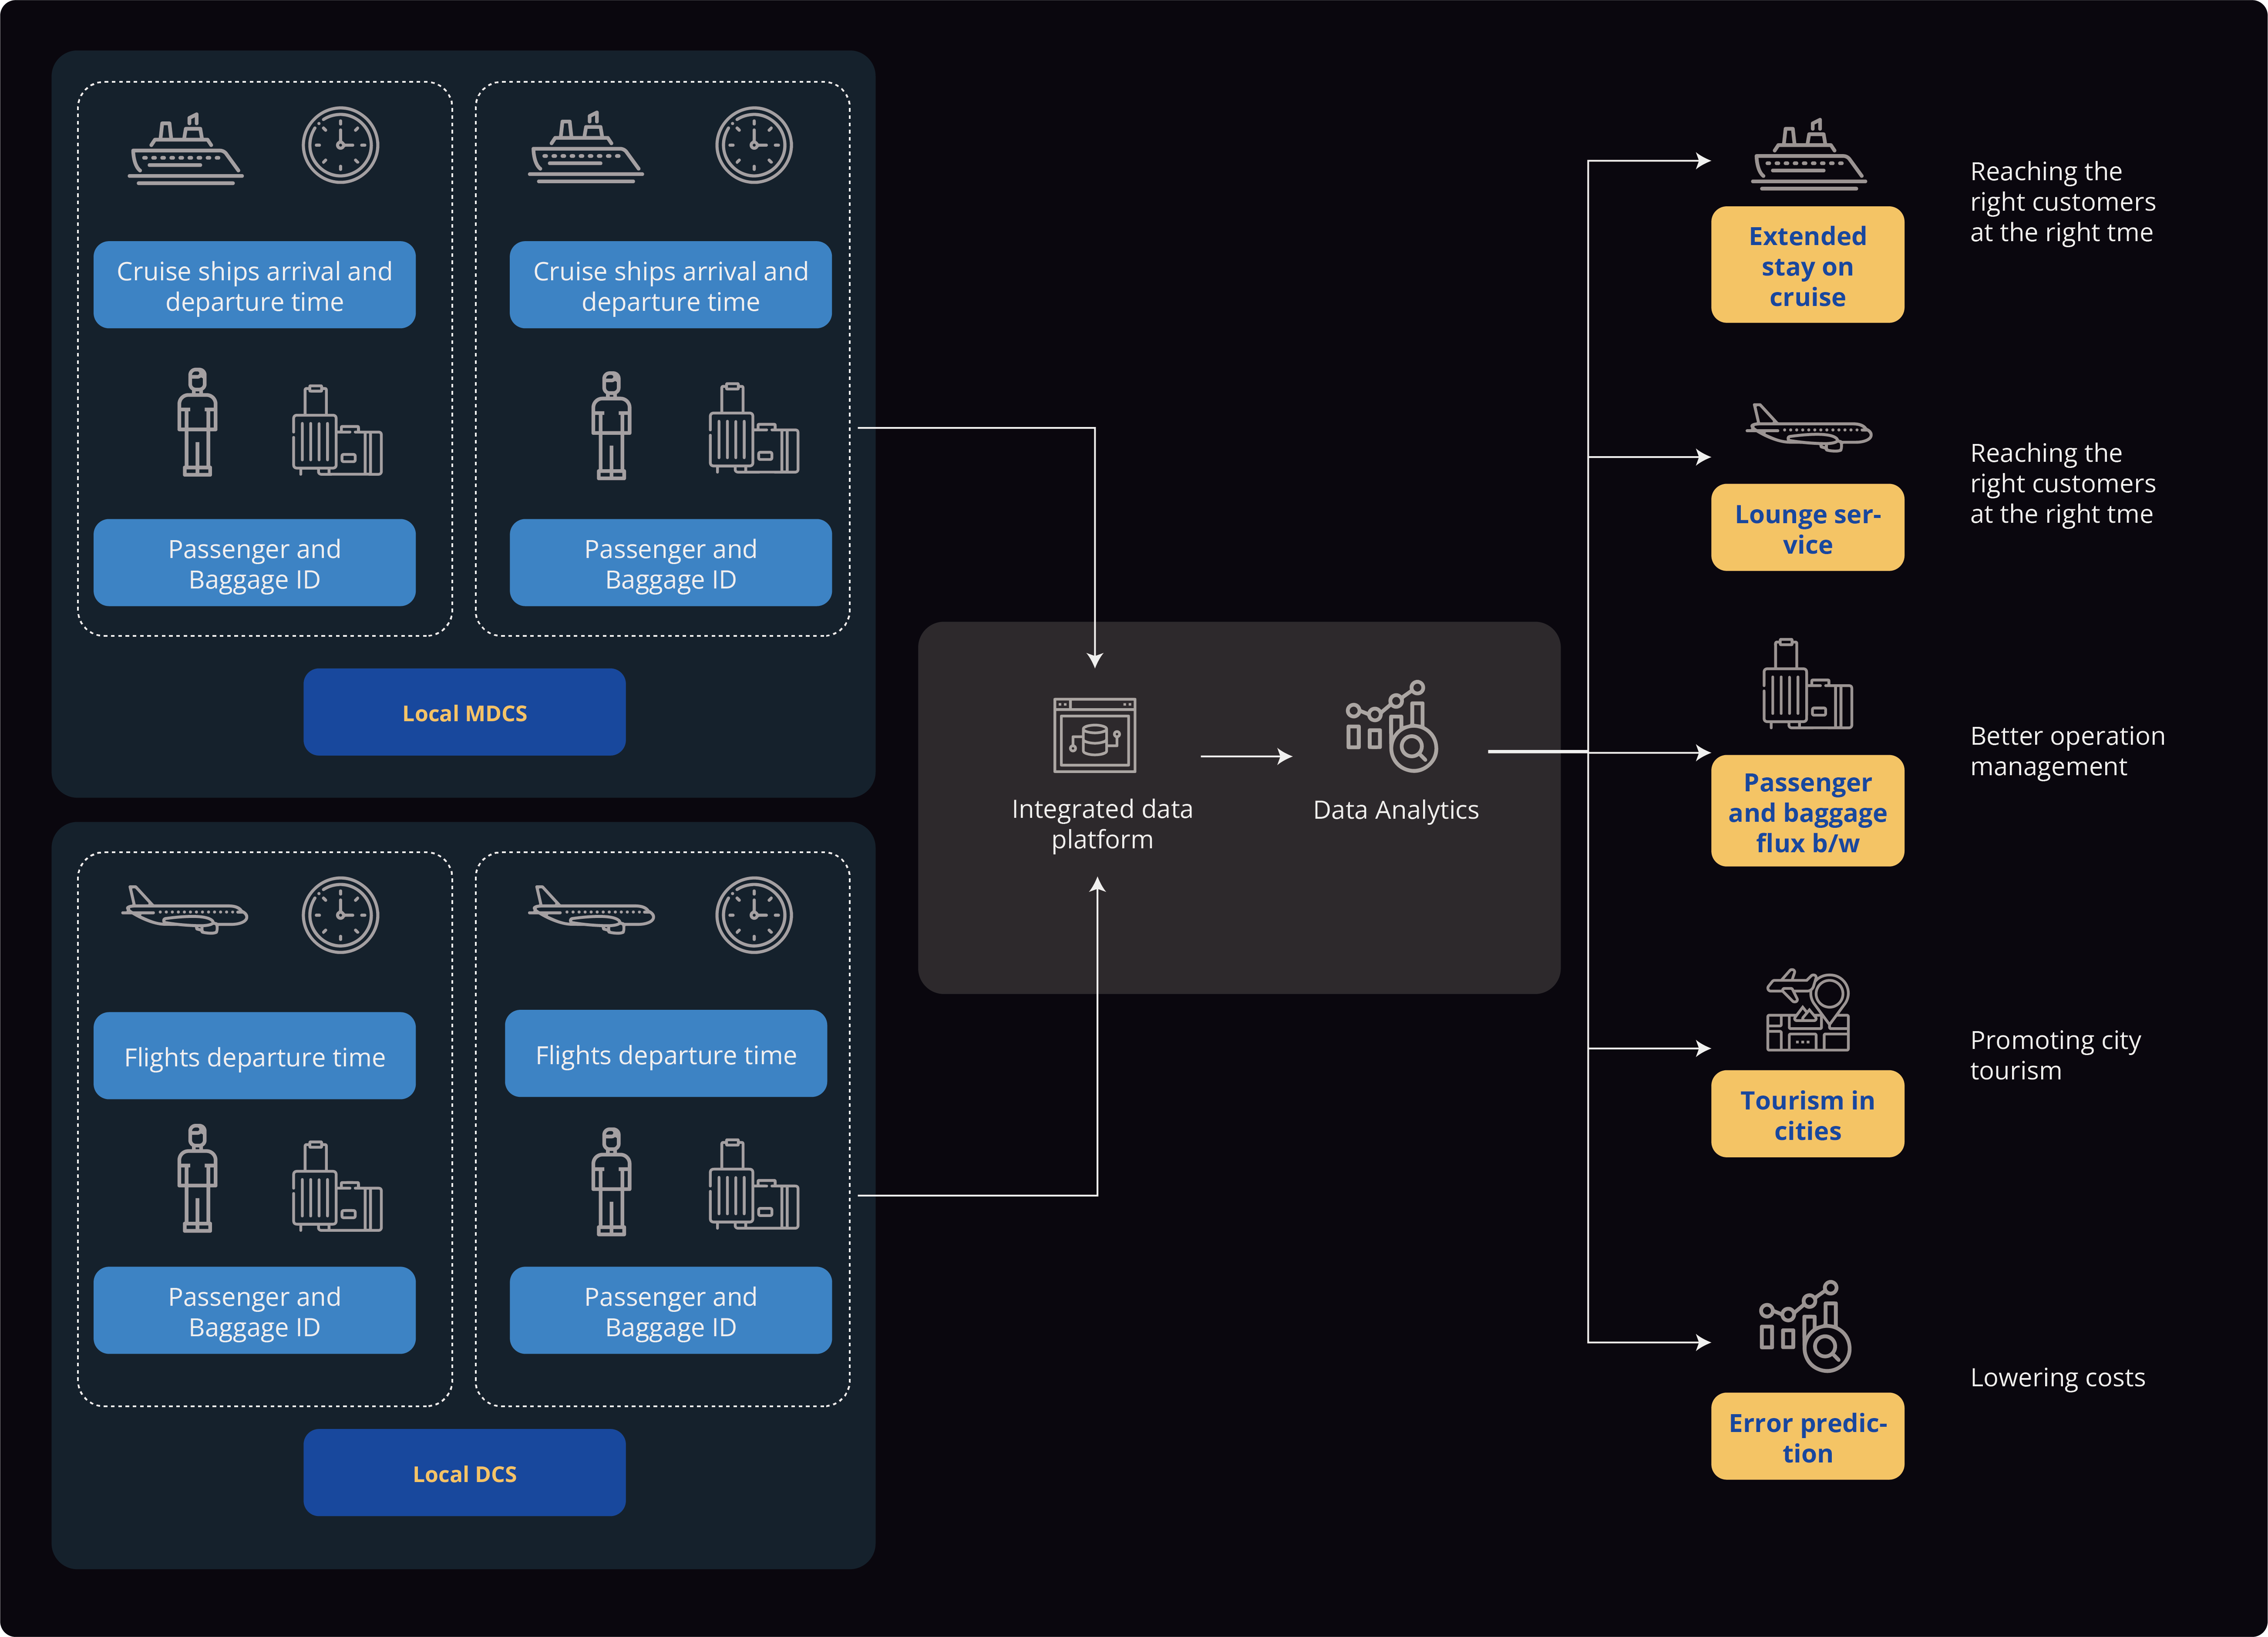 Cruise ships arrival and
departure time
Passenger and
Baggage ID
Cruise ships arrival and
departure time
Passenger and
Baggage ID
Local MDCS
Flights departure time
Passenger and
Baggage ID
Flights departure time
Passenger and
Baggage ID
Local DCS
Integrated data
platform
Data Analytics
Extended
stay on
cruise
Reaching the
right customers
at the right tme
Lounge ser-
vice
Reaching the
right customers
at the right tme
Passenger
and baggage
flux b/w
Better operation
management
Tourism in
cities
Promoting city
tourism
Error predic-
tion
Lowering costs